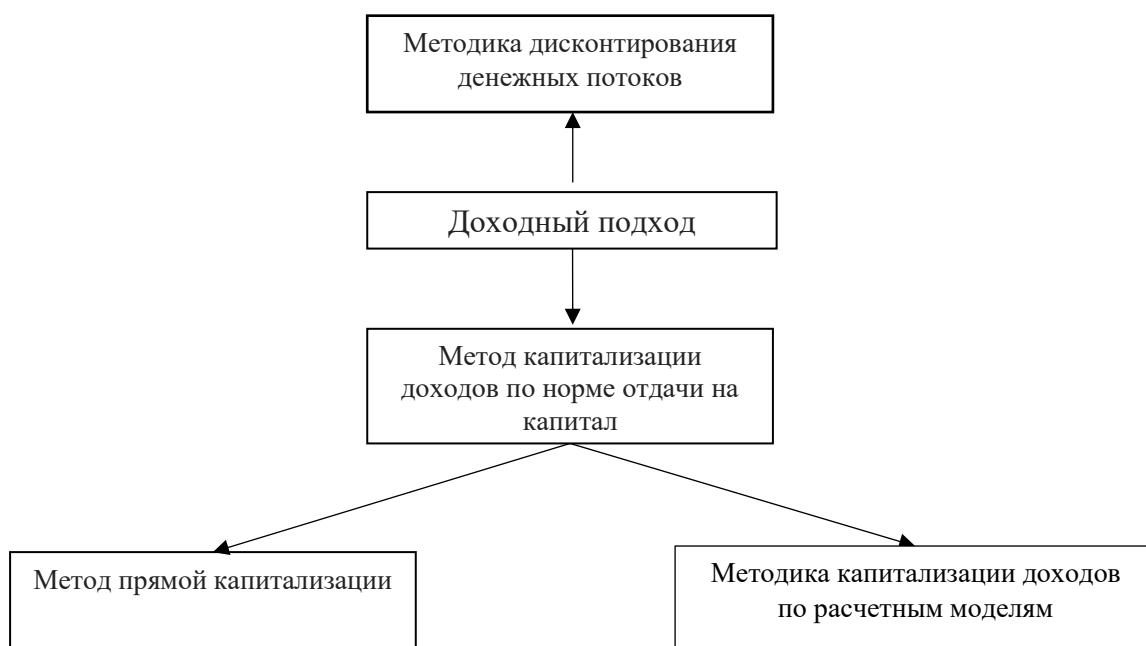 Методика дисконтирования
денежных потоков
Доходный подход
Метод капитализации
доходов по норме отдачи на
капитал
Метод прямой капитализации
Методика капитализации доходов
по расчетным моделям